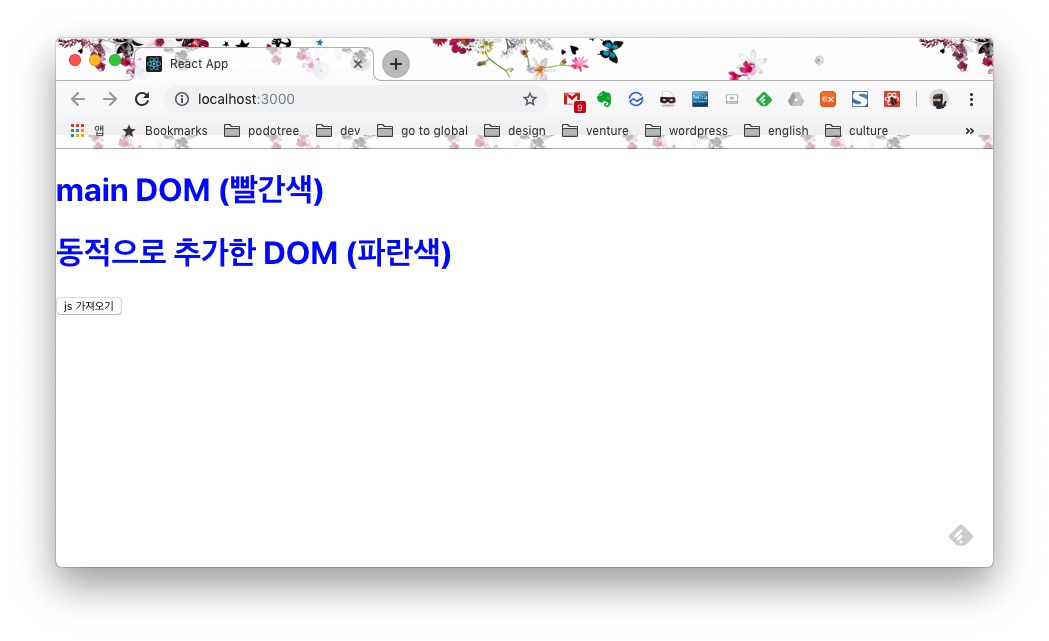 React App
localhost:3000
9
EX
앱 Bookmarks podotree dev go to global design venture wordpress english culture »
main DOM (빨간색)
동적으로 추가한 DOM (파란색)
js 가져오기